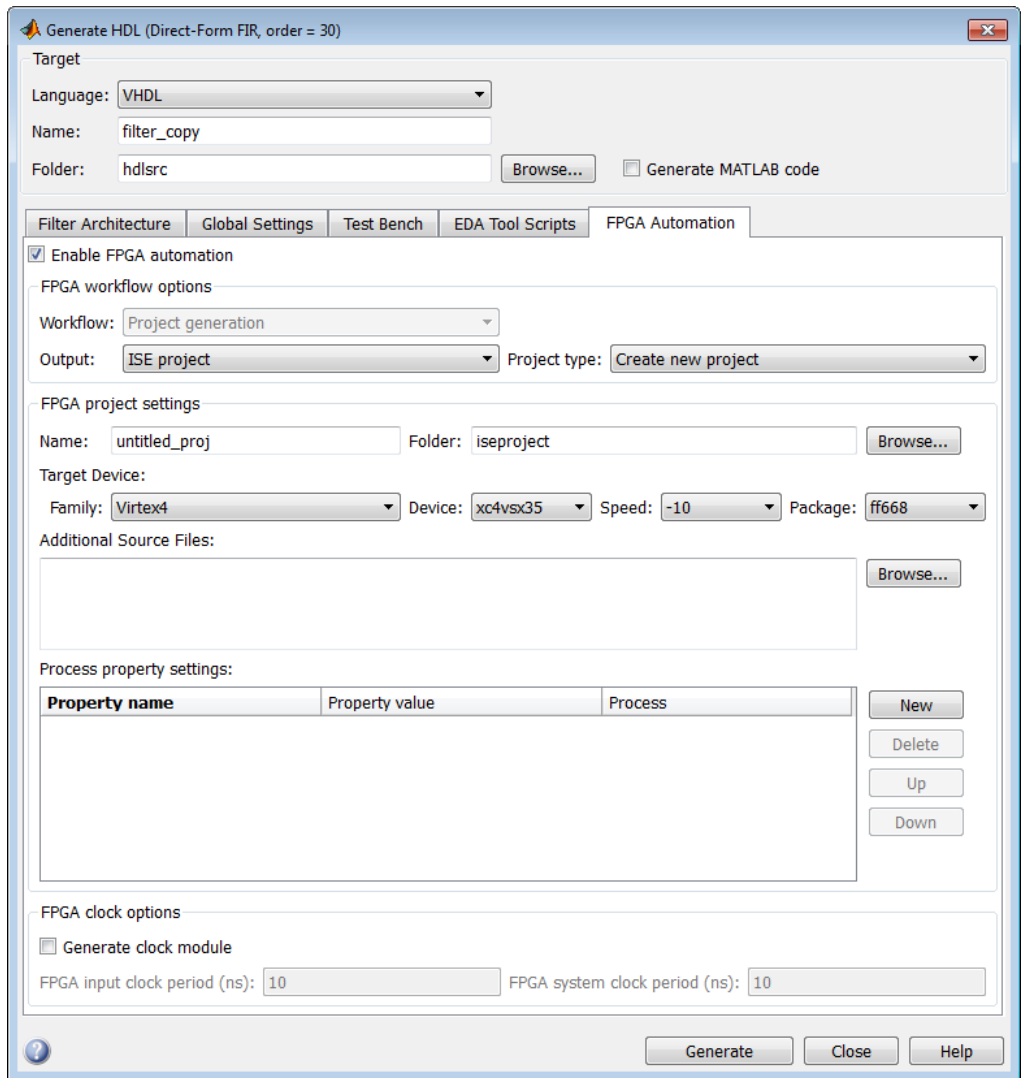 Generate HDL (Direct-Form FIR, order = 30)
Target
Language: VHDL
Name: filter_copy
Folder: hdlsrc Browse... Generate MATLAB code
Filter Architecture Global Settings Test Bench EDA Tool Scripts FPGA Automation
Enable FPGA automation
FPGA workflow options
Workflow: Project generation
Output: ISE project Project type: Create new project
FPGA project settings
Name: untitled_proj Folder: iseproject Browse...
Target Device:
Family: Virtex4 Device: xc4vsx35 Speed: -10 Package: ff668
Additional Source Files:
Browse...
Process property settings:
Property name Property value Process
New
Delete
Up
Down
FPGA clock options
Generate clock module
FPGA input clock period (ns): 10 FPGA system clock period (ns): 10
? Generate Close Help